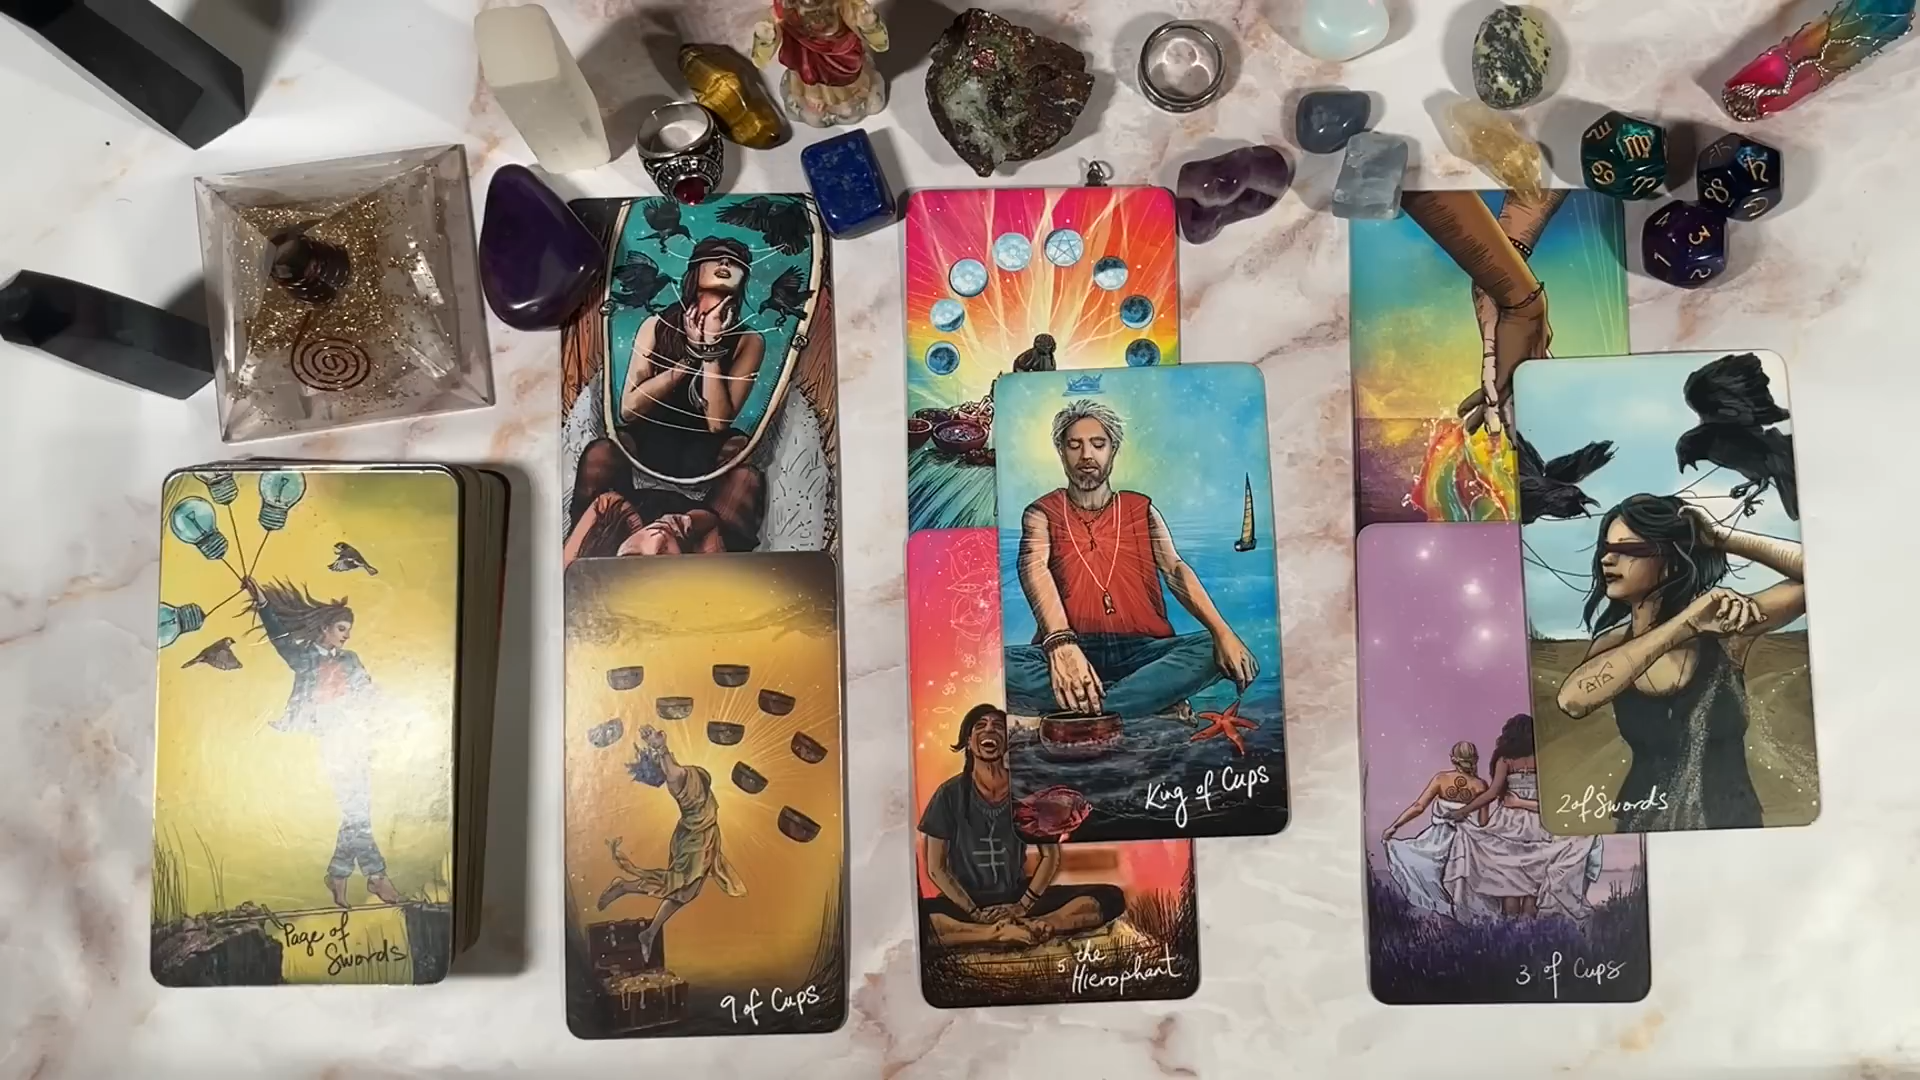 Page of
Swords
9 of Cups
King of Cups
5 the
Hierophant
2 of Swords
3 of Cups